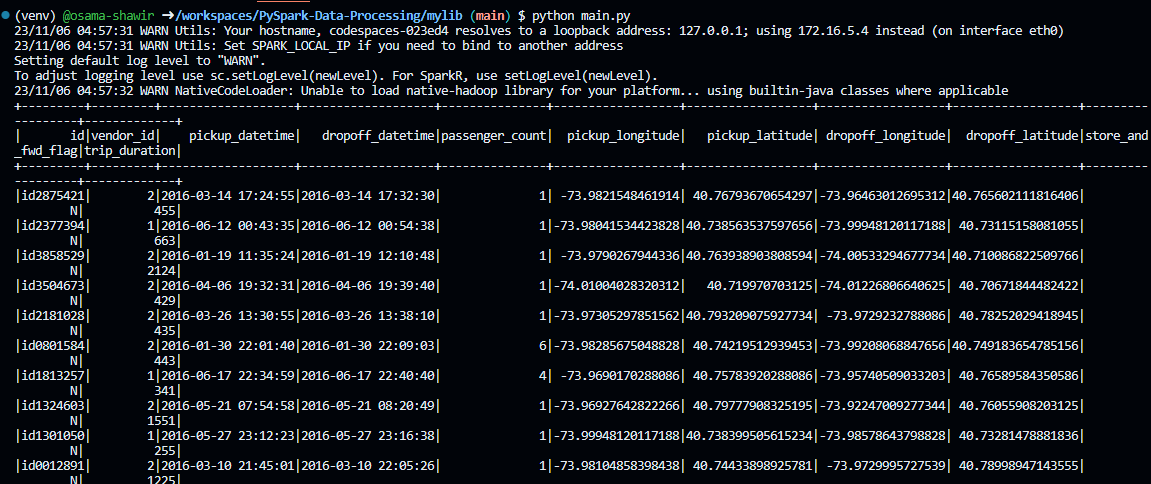 (venv) @osama-shawir ➜/workspaces/PySpark-Data-Processing/mylib (main) $ python main.py
23/11/06 04:57:31 WARN Utils: Your hostname, codespaces-023ed4 resolves to a loopback address: 127.0.0.1; using 172.16.5.4 instead (on interface eth0)
23/11/06 04:57:31 WARN Utils: Set SPARK_LOCAL_IP if you need to bind to another address
Setting default log level to "WARN".
To adjust logging level use sc.setLogLevel(newLevel). For SparkR, use setLogLevel(newLevel).
23/11/06 04:57:32 WARN NativeCodeLoader: Unable to load native-hadoop library for your platform... using builtin-java classes where applicable
+---------+---------+-------------------+-------------------+---------------+------------------+------------------+------------------+------------------+---------
---------+-------------+
|       id|vendor_id|    pickup_datetime|   dropoff_datetime|passenger_count|  pickup_longitude|   pickup_latitude| dropoff_longitude|  dropoff_latitude|store_and
_fwd_flag|trip_duration|
+---------+---------+-------------------+-------------------+---------------+------------------+------------------+------------------+------------------+---------
---------+-------------+
|id2875421|        2|2016-03-14 17:24:55|2016-03-14 17:32:30|              1| -73.9821548461914| 40.76793670654297|-73.96463012695312|40.765602111816406|
        N|          455|
|id2377394|        1|2016-06-12 00:43:35|2016-06-12 00:54:38|              1|-73.98041534423828|40.738563537597656|-73.99948120117188| 40.73115158081055|
        N|          663|
|id3858529|        2|2016-01-19 11:35:24|2016-01-19 12:10:48|              1| -73.9790267944336|40.763938903808594|-74.00533294677734|40.710086822509766|
        N|         2124|
|id3504673|        2|2016-04-06 19:32:31|2016-04-06 19:39:40|              1|-74.01004028320312|   40.719970703125|-74.01226806640625| 40.70671844482422|
        N|          429|
|id2181028|        2|2016-03-26 13:30:55|2016-03-26 13:38:10|              1|-73.97305297851562|40.793209075927734| -73.9729232788086| 40.78252029418945|
        N|          435|
|id0801584|        2|2016-01-30 22:01:40|2016-01-30 22:09:03|              6|-73.98285675048828| 40.74219512939453|-73.99208068847656|40.749183654785156|
        N|          443|
|id1813257|        1|2016-06-17 22:34:59|2016-06-17 22:40:40|              4| -73.9690170288086| 40.75783920288086|-73.95740509033203| 40.76589584350586|
        N|          341|
|id1324603|        2|2016-05-21 07:54:58|2016-05-21 08:20:49|              1|-73.96927642822266| 40.79777908325195|-73.92247009277344| 40.76055908203125|
        N|         1551|
|id1301050|        1|2016-05-27 23:12:23|2016-05-27 23:16:38|              1|-73.99948120117188|40.738399505615234|-73.98578643798828| 40.73281478881836|
        N|          255|
|id0012891|        2|2016-03-10 21:45:01|2016-03-10 22:05:26|              1|-73.98104858398438| 40.74433898925781| -73.9729995727539| 40.78998947143555|
        N|         1225|